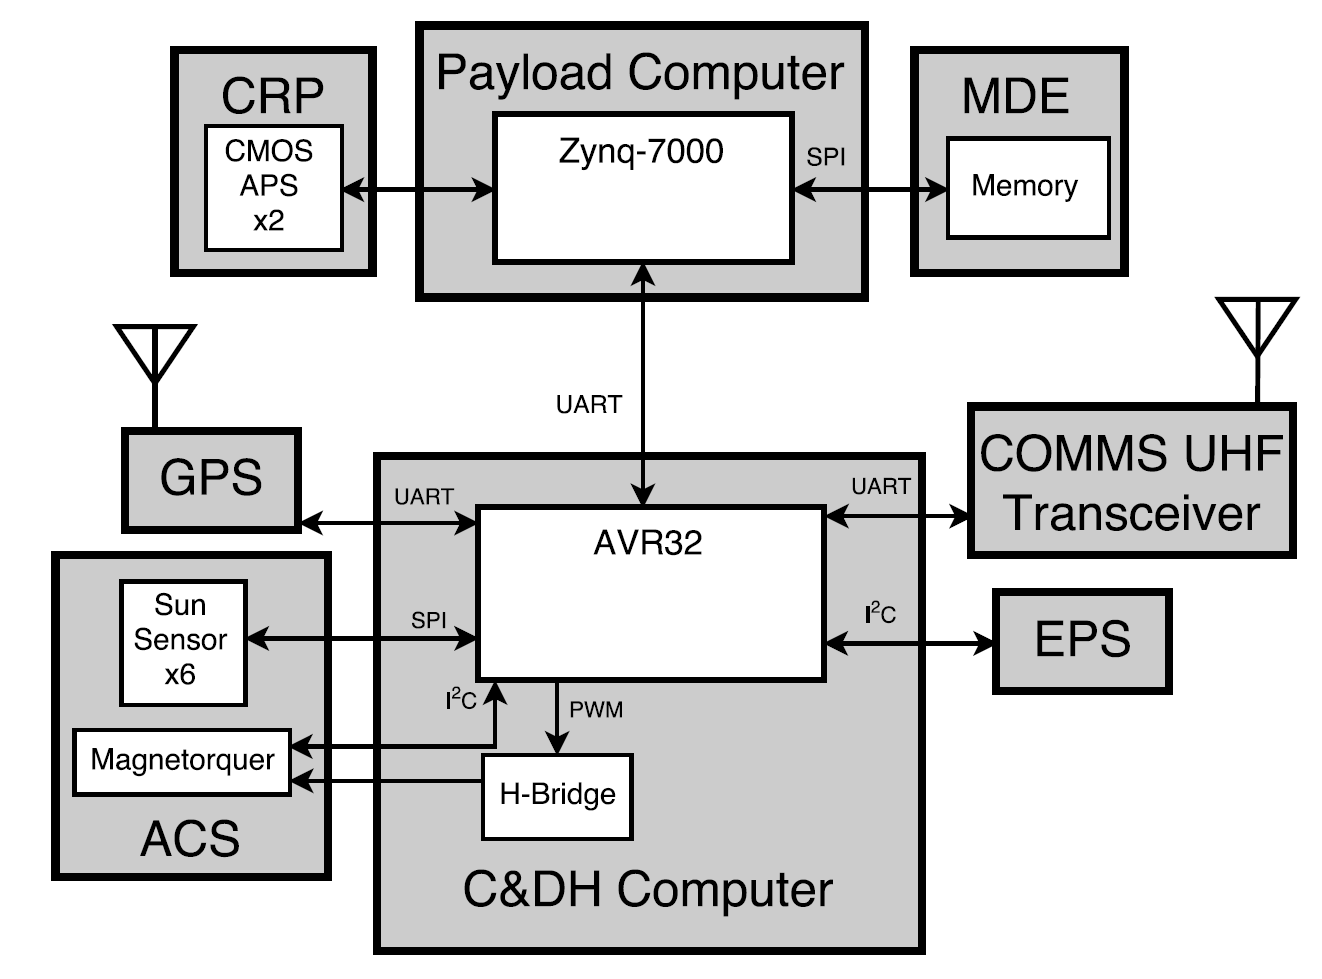 Payload Computer
CRP
MDE
CMOS
APS
x2
Zynq-7000
SPI
Memory
UART
GPS
COMMS UHF
Transceiver
UART
UART
AVR32
Sun
Sensor
x6
SPI
I²C
EPS
I²C
PWM
Magnetorquer
H-Bridge
ACS
C&DH Computer